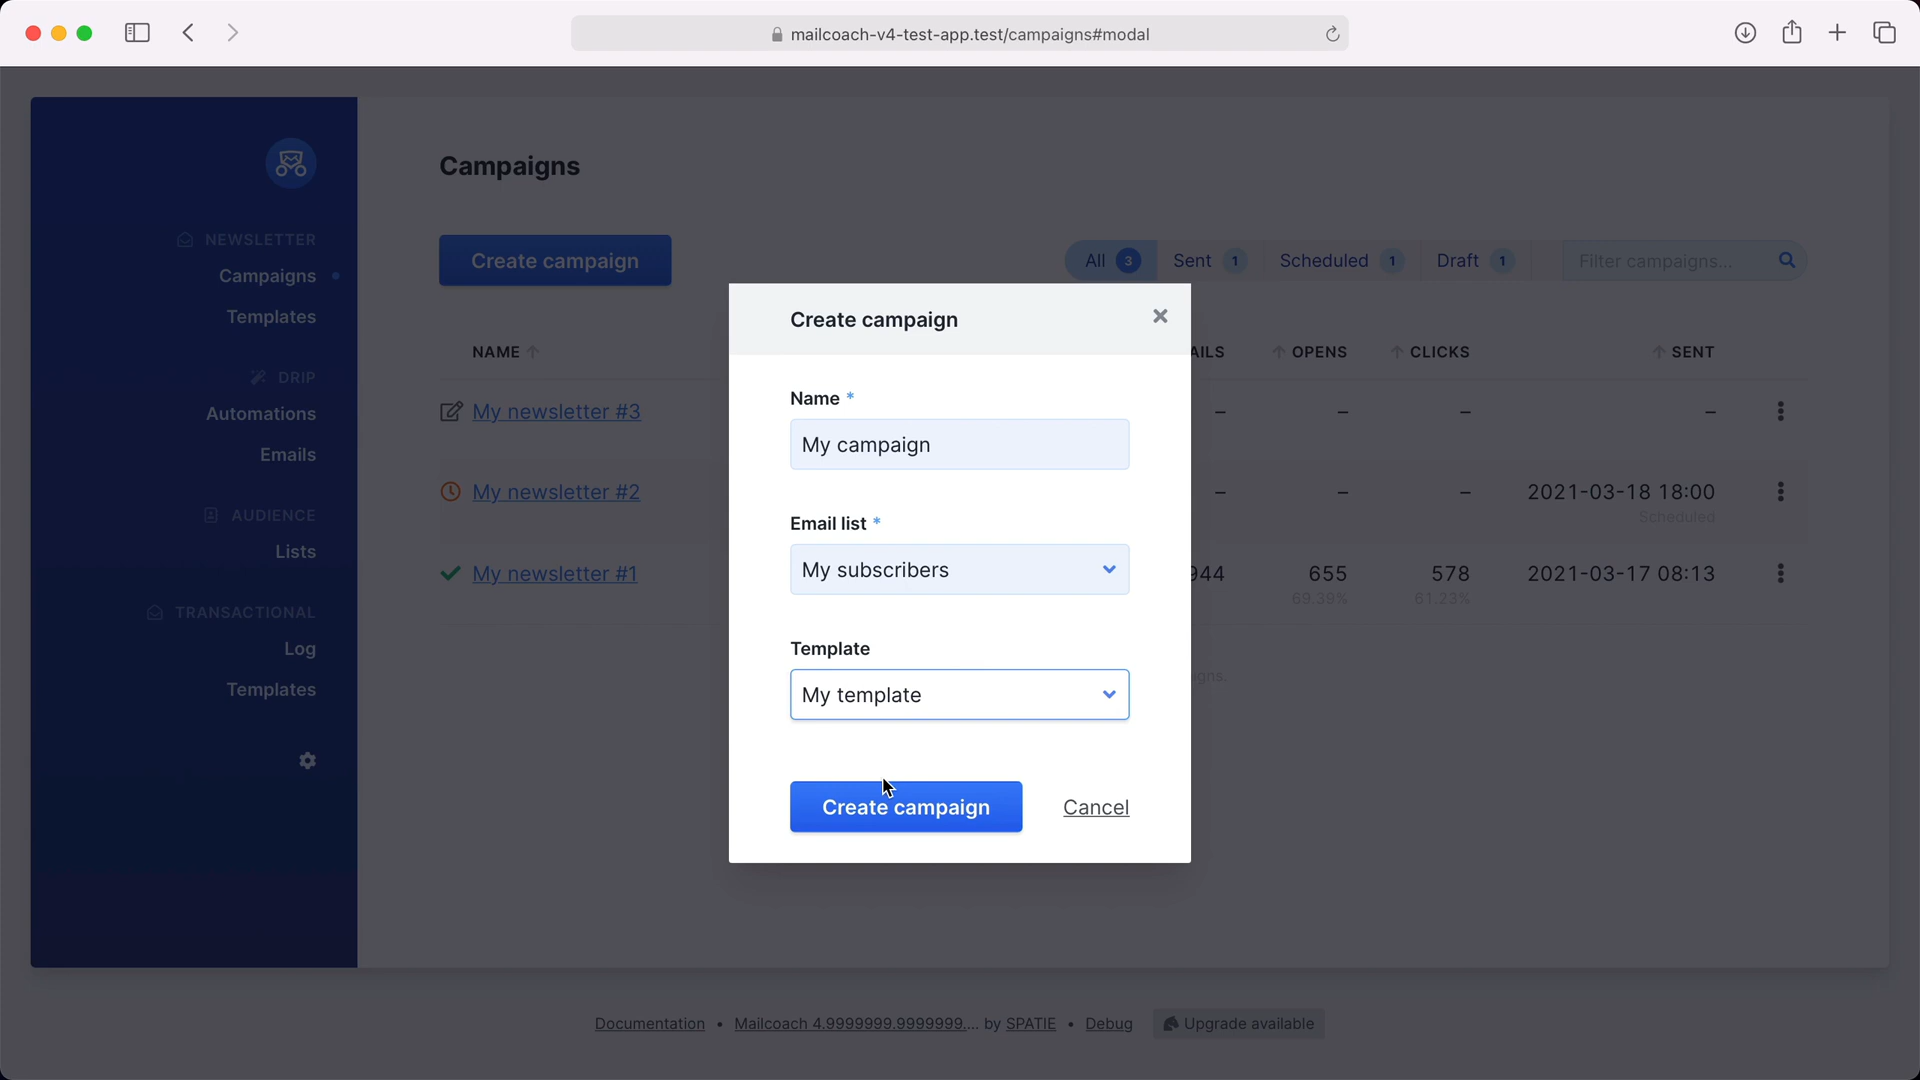 mailcoach-v4-test-app.test/campaigns#modal
NEWSLETTER
Campaigns
Templates
DRIP
Automations
Emails
AUDIENCE
Lists
TRANSACTIONAL
Log
Templates
Campaigns
Create campaign
All 3 Sent 1 Scheduled 1 Draft 1 Filter campaigns...
NAME AILS OPENS CLICKS SENT
My newsletter #3 – – – –
My newsletter #2 – – – 2021-03-18 18:00
Scheduled
My newsletter #1 944 655 578 2021-03-17 08:13
69.39% 61.23%
igns.
Create campaign
Name *
My campaign
Email list *
My subscribers
Template
My template
Create campaign Cancel
Documentation • Mailcoach 4.9999999.9999999.... by SPATIE • Debug Upgrade available